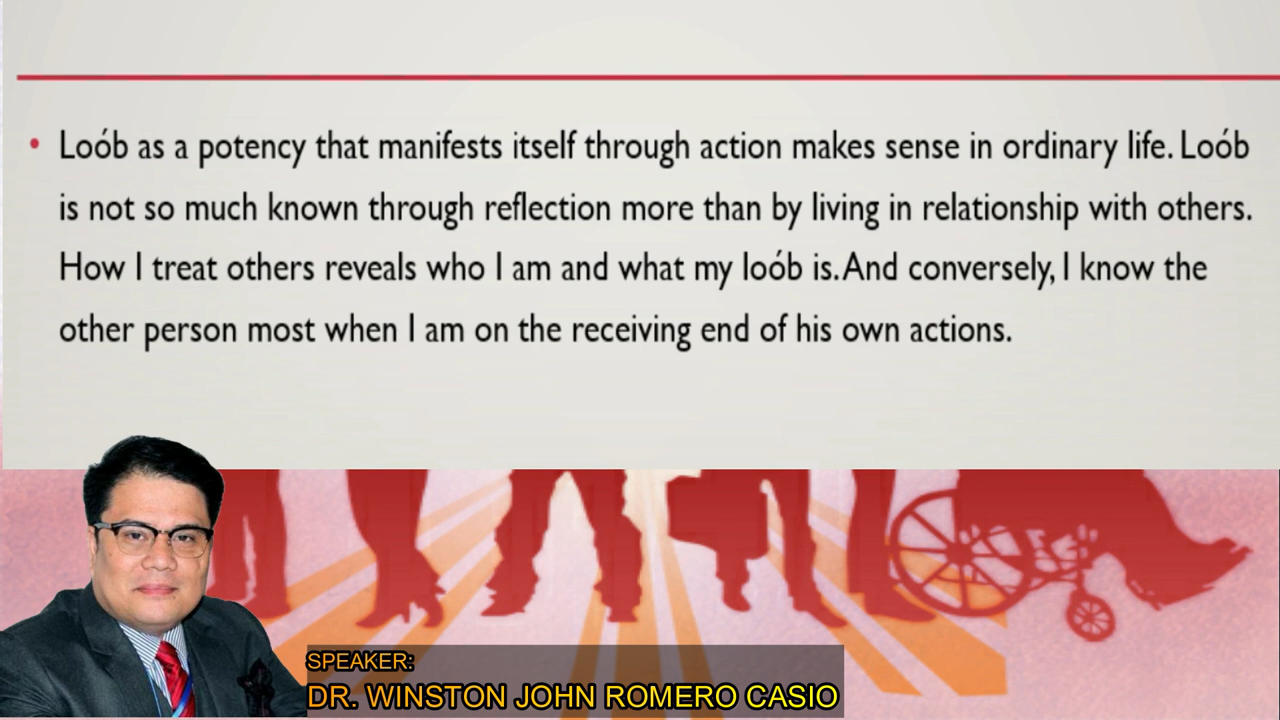 • Loób as a potency that manifests itself through action makes sense in ordinary life. Loób
is not so much known through reflection more than by living in relationship with others.
How I treat others reveals who I am and what my loób is. And conversely, I know the
other person most when I am on the receiving end of his own actions.
SPEAKER:
DR. WINSTON JOHN ROMERO CASIO